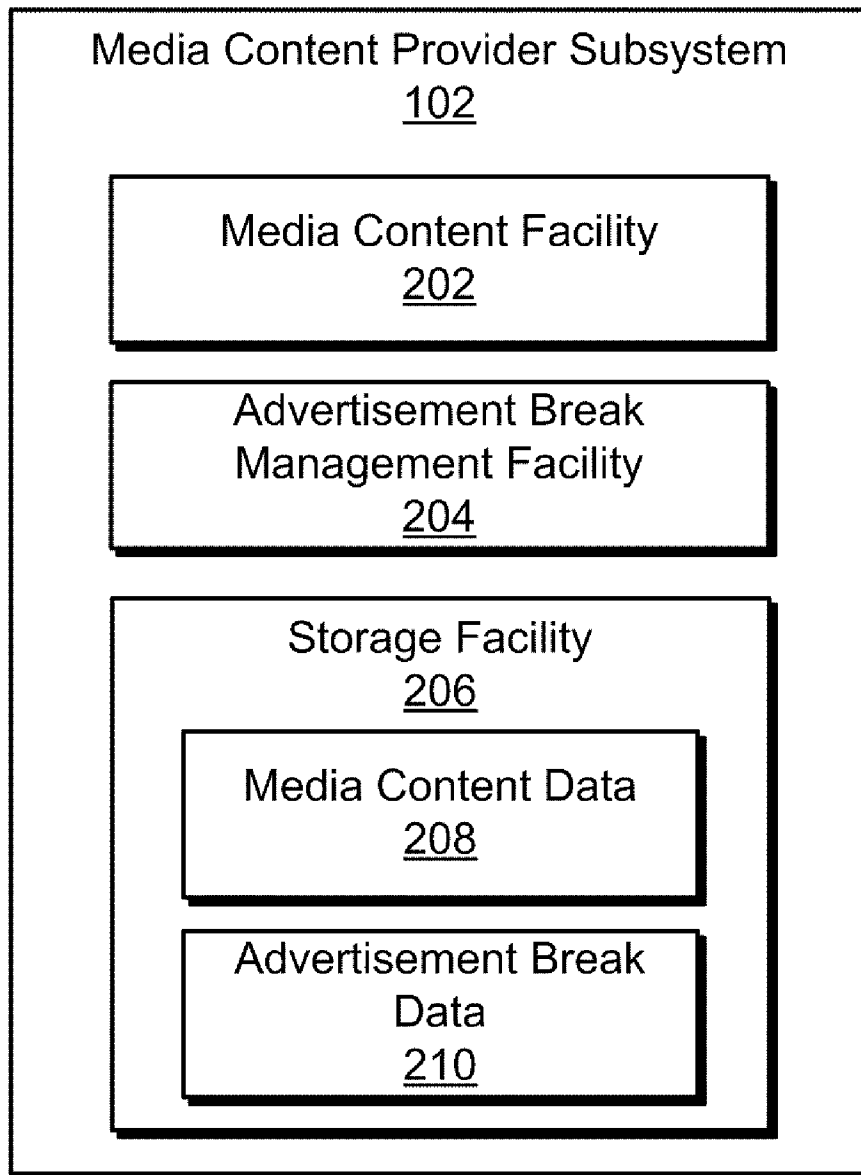 Media Content Provider Subsystem
102
Media Content Facility
202
Advertisement Break
Management Facility
204
Storage Facility
206
Media Content Data
208
Advertisement Break
Data
210